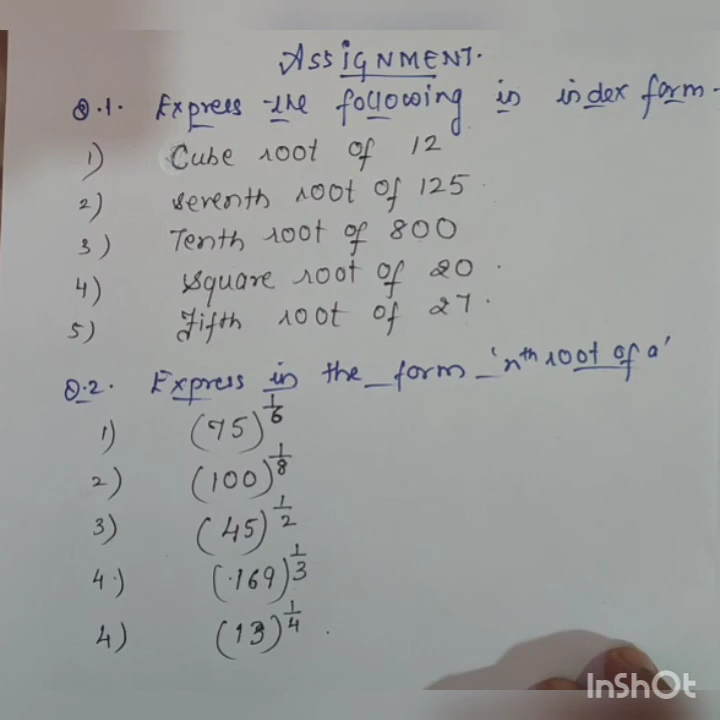 ASSIGNMENT.
Q.1. Express the following in index form.
1) Cube root of 12
2) seventh root of 125.
3) Tenth root of 800
4) square root of 20.
5) Fifth root of 27.
Q.2. Express in the form 'nth root of a'
1) (75)^1/6
2) (100)^1/8
3) (45)^1/2
4.) (169)^1/3
4) (13)^1/4.
InShOt